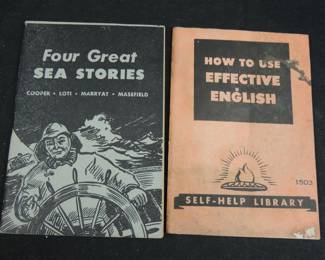 Four Great
SEA STORIES
COOPER • LOTI • MARRYAT • MASEFIELD
HOW TO USE
EFFECTIVE
ENGLISH
1503
SELF-HELP LIBRARY